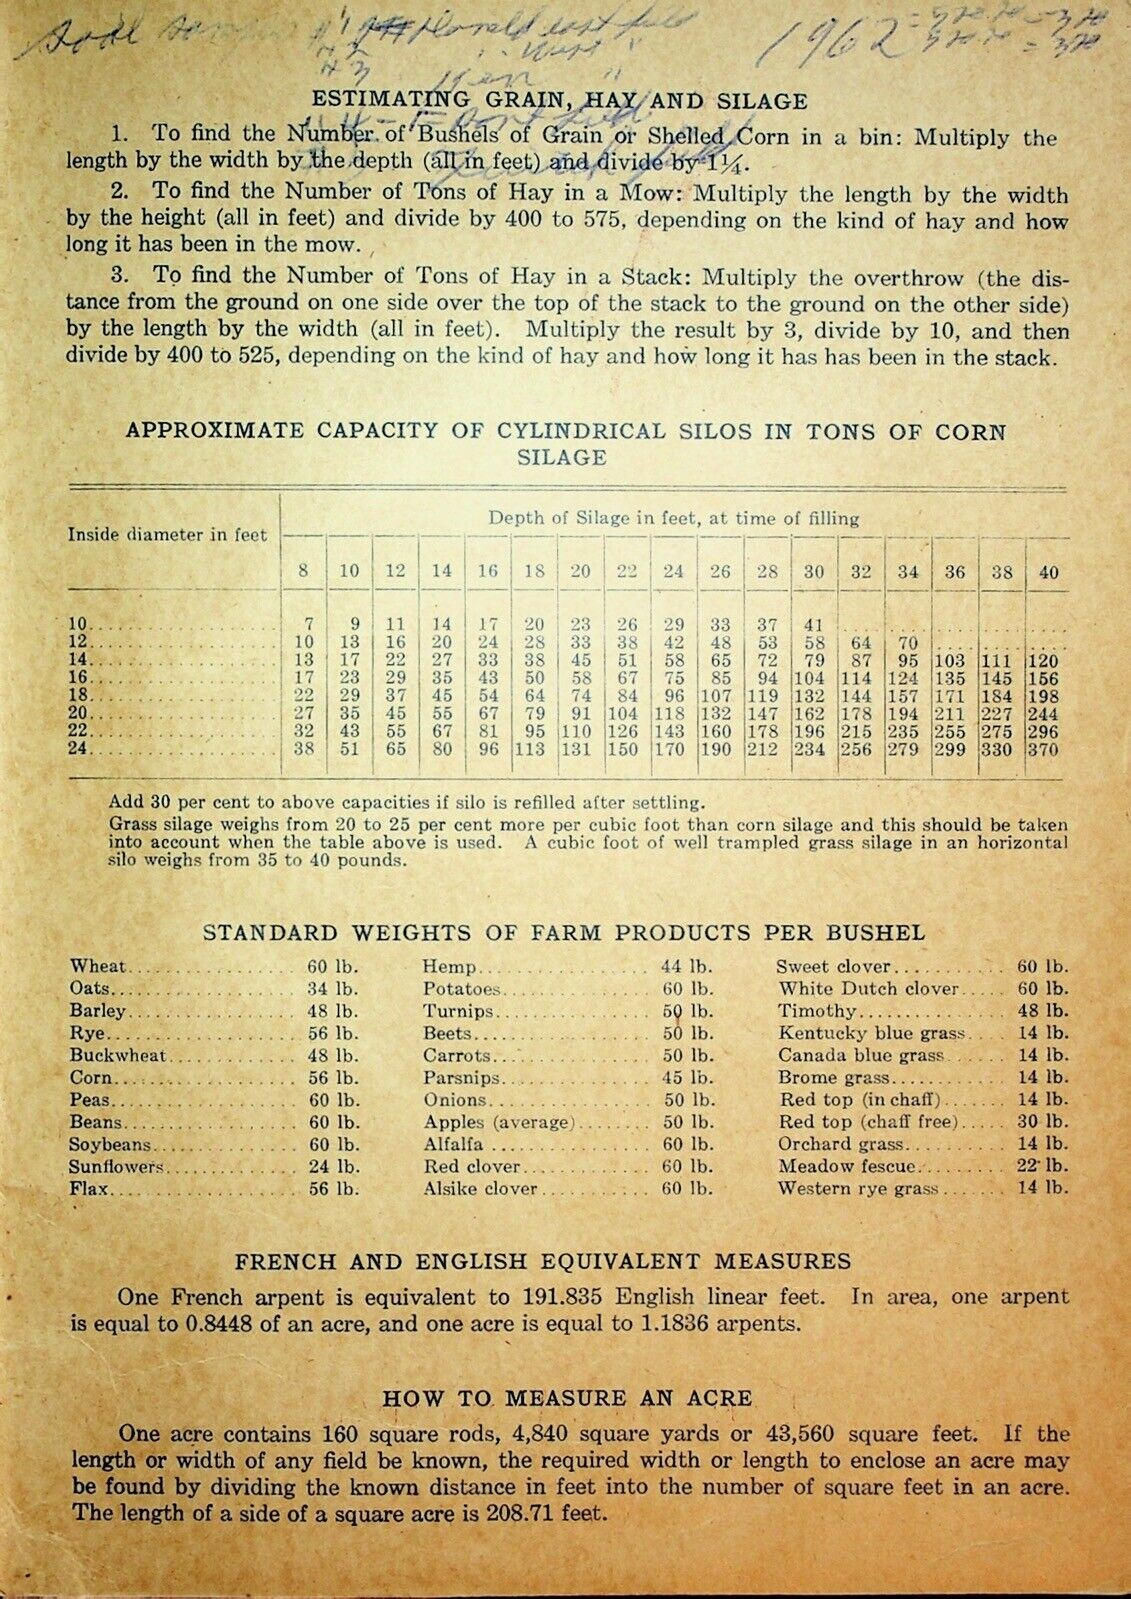 Soil
1962
ESTIMATING GRAIN, HAY AND SILAGE
1. To find the Number of Bushels of Grain or Shelled Corn in a bin: Multiply the
length by the width by the depth (all in feet) and divide by 1¼.
2. To find the Number of Tons of Hay in a Mow: Multiply the length by the width
by the height (all in feet) and divide by 400 to 575, depending on the kind of hay and how
long it has been in the mow.
3. To find the Number of Tons of Hay in a Stack: Multiply the overthrow (the dis-
tance from the ground on one side over the top of the stack to the ground on the other side)
by the length by the width (all in feet). Multiply the result by 3, divide by 10, and then
divide by 400 to 525, depending on the kind of hay and how long it has has been in the stack.
APPROXIMATE CAPACITY OF CYLINDRICAL SILOS IN TONS OF CORN
SILAGE
Inside diameter in feet
Depth of Silage in feet, at time of filling
8 10 12 14 16 18 20 22 24 26 28 30 32 34 36 38 40
10 7 9 11 14 17 20 23 26 29 33 37 41
12 10 13 16 20 24 28 33 38 42 48 53 58 64 70
14 13 17 22 27 33 38 45 51 58 65 72 79 87 95 103 111 120
16 17 23 29 35 43 50 58 67 75 85 94 104 114 124 135 145 156
18 22 29 37 45 54 64 74 84 96 107 119 132 144 157 171 184 198
20 27 35 45 55 67 79 91 104 118 132 147 162 178 194 211 227 244
22 32 43 55 67 81 95 110 126 143 160 178 196 215 235 255 275 296
24 38 51 65 80 96 113 131 150 170 190 212 234 256 279 299 330 370
Add 30 per cent to above capacities if silo is refilled after settling.
Grass silage weighs from 20 to 25 per cent more per cubic foot than corn silage and this should be taken
into account when the table above is used. A cubic foot of well trampled grass silage in an horizontal
silo weighs from 35 to 40 pounds.
STANDARD WEIGHTS OF FARM PRODUCTS PER BUSHEL
Wheat 60 lb. Hemp 44 lb. Sweet clover 60 lb.
Oats 34 lb. Potatoes 60 lb. White Dutch clover 60 lb.
Barley 48 lb. Turnips 50 lb. Timothy 48 lb.
Rye 56 lb. Beets 50 lb. Kentucky blue grass 14 lb.
Buckwheat 48 lb. Carrots 50 lb. Canada blue grass 14 lb.
Corn 56 lb. Parsnips 45 lb. Brome grass 14 lb.
Peas 60 lb. Onions 50 lb. Red top (in chaff) 14 lb.
Beans 60 lb. Apples (average) 50 lb. Red top (chaff free) 30 lb.
Soybeans 60 lb. Alfalfa 60 lb. Orchard grass 14 lb.
Sunflowers 24 lb. Red clover 60 lb. Meadow fescue 22 lb.
Flax 56 lb. Alsike clover 60 lb. Western rye grass 14 lb.
FRENCH AND ENGLISH EQUIVALENT MEASURES
One French arpent is equivalent to 191.835 English linear feet. In area, one arpent
is equal to 0.8448 of an acre, and one acre is equal to 1.1836 arpents.
HOW TO MEASURE AN ACRE
One acre contains 160 square rods, 4,840 square yards or 43,560 square feet. If the
length or width of any field be known, the required width or length to enclose an acre may
be found by dividing the known distance in feet into the number of square feet in an acre.
The length of a side of a square acre is 208.71 feet.